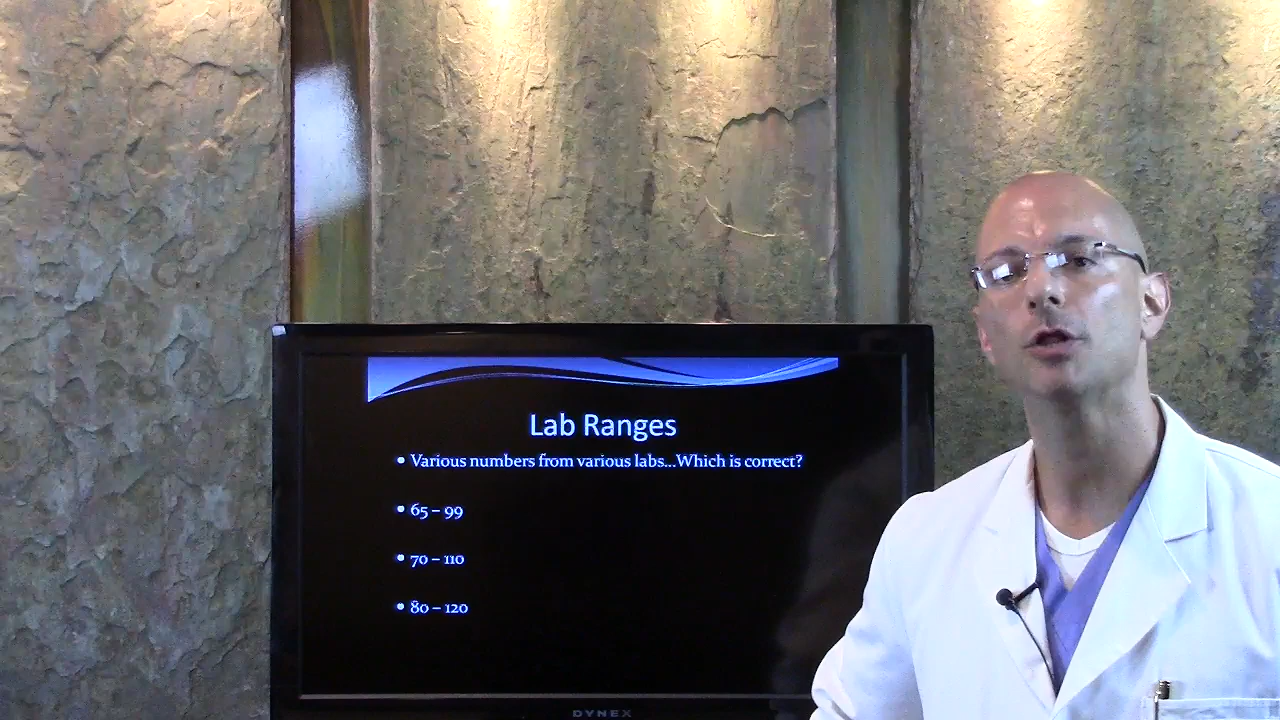 Lab Ranges
• Various numbers from various labs...Which is correct?
• 65 – 99
• 70 – 110
• 80 – 120
DYNEX